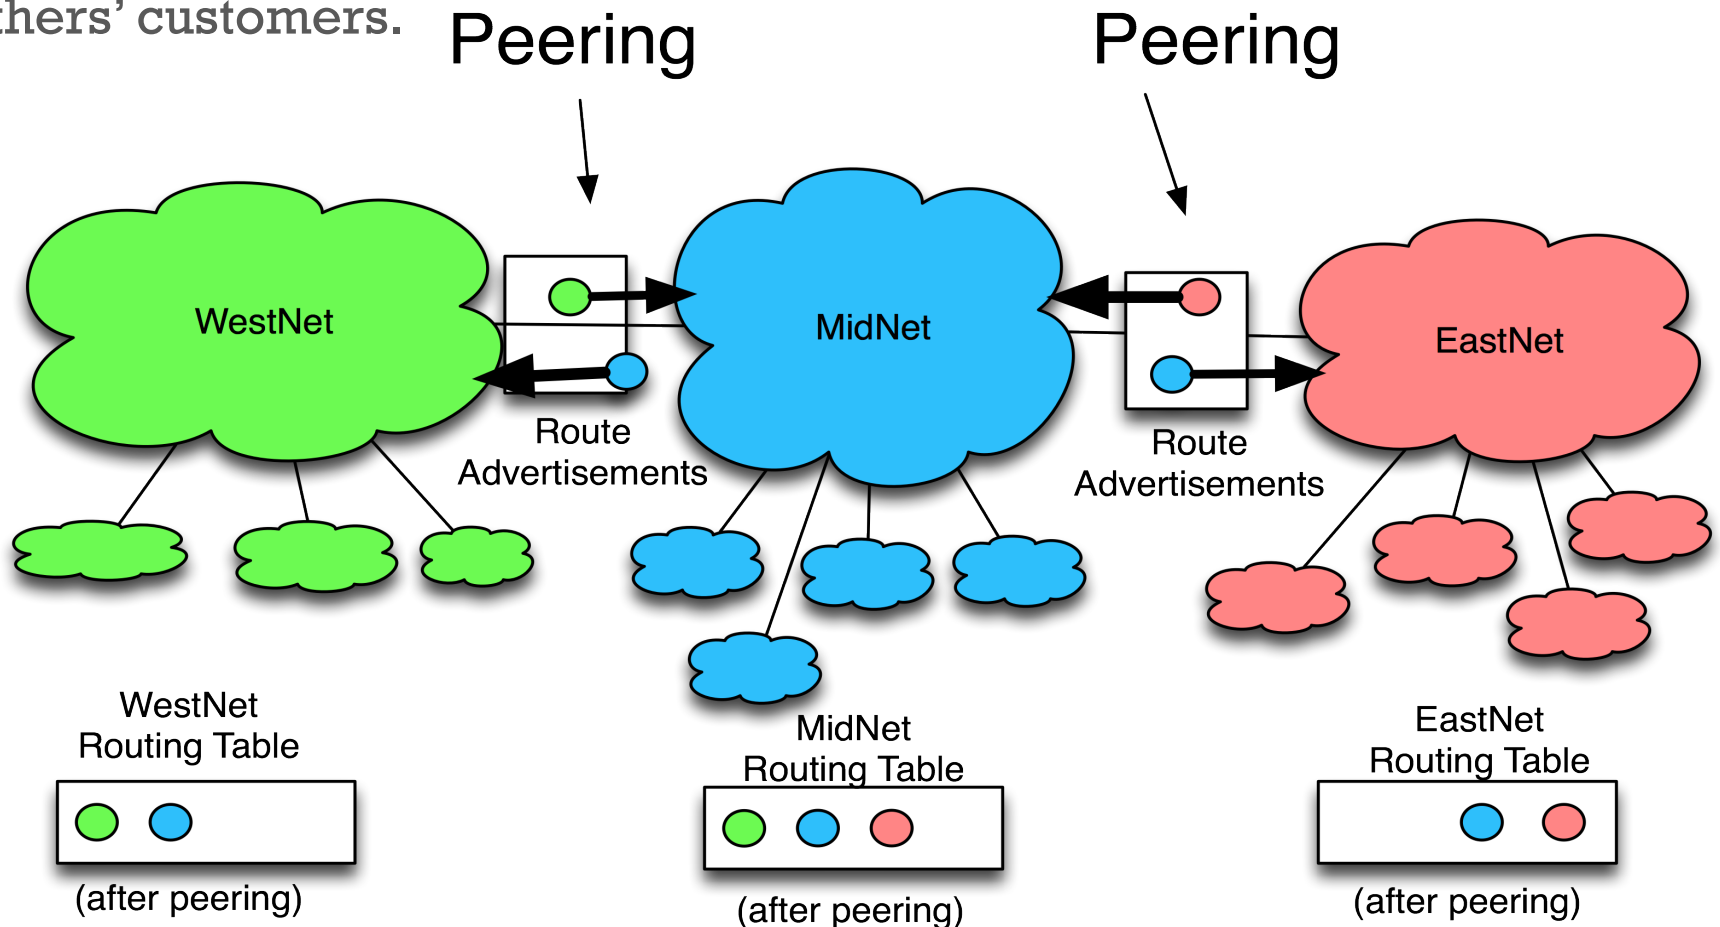 customers.
Peering
Peering
WestNet
MidNet
EastNet
Route
Advertisements
Route
Advertisements
WestNet
Routing Table
(after peering)
MidNet
Routing Table
(after peering)
EastNet
Routing Table
(after peering)